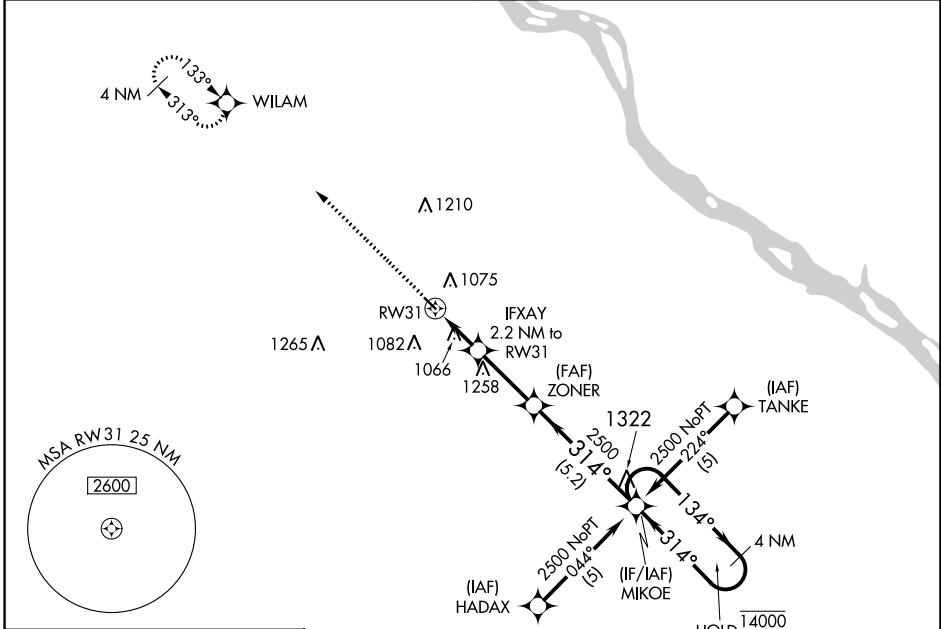 133°
4 NM
313°
WILAM
1210
1075
RW31
IFXAY
2.2 NM to
RW31
1265
1082
1066
1258
(FAF)
ZONER
(IAF)
TANKE
1322
2500 NoPT
224°
(5)
2500
314°
(5.2)
MSA RW31 25 NM
2600
134°
314°
4 NM
2500 NoPT
044°
(5)
(IF/IAF)
MIKOE
(IAF)
HADAX
14000
HOLD